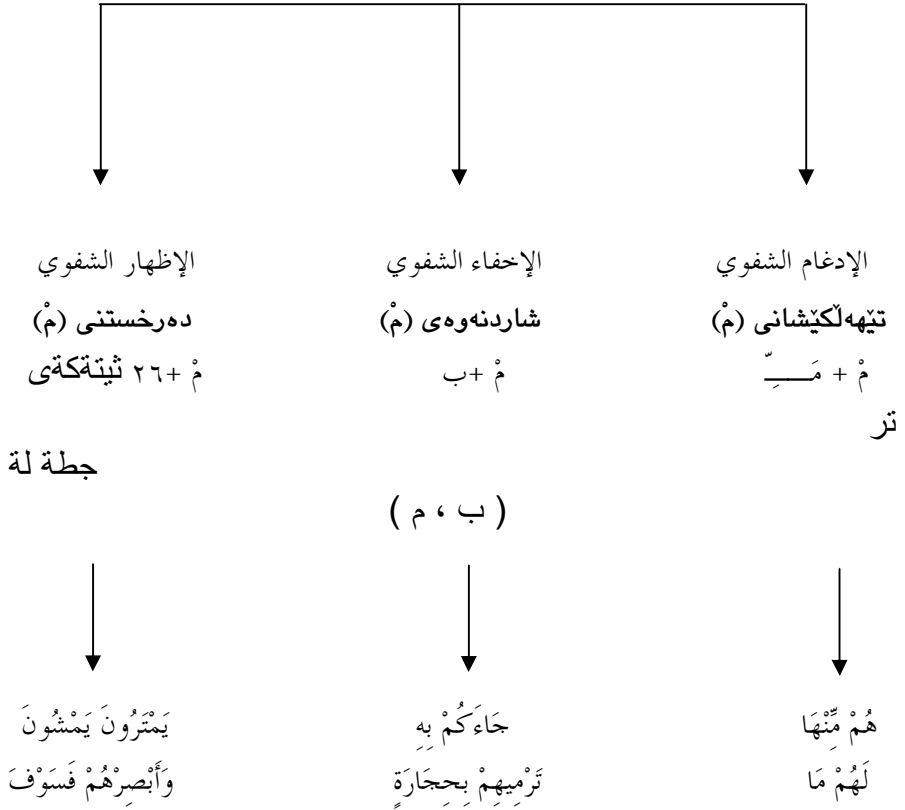 الإدغام الشفوي الإخفاء الشفوي الإظهار الشفوي
تێهەڵکێشانی (مْ) شاردنەوەی (مْ) دەرخستنی (مْ)
مْ + مَـــِـّ مْ +ب مْ +٢٦ ثيتةكةى
تر
جطة لة
( ب ، م )
هُمْ مِّنْهَا جَاءَكُمْ بِهِ يَمْتَرُونَ يَمْشُونَ
لَهُمْ مَا تَرْمِيهِمْ بِحِجَارَةٍ وَأَبْصِرْهُمْ فَسَوْفَ